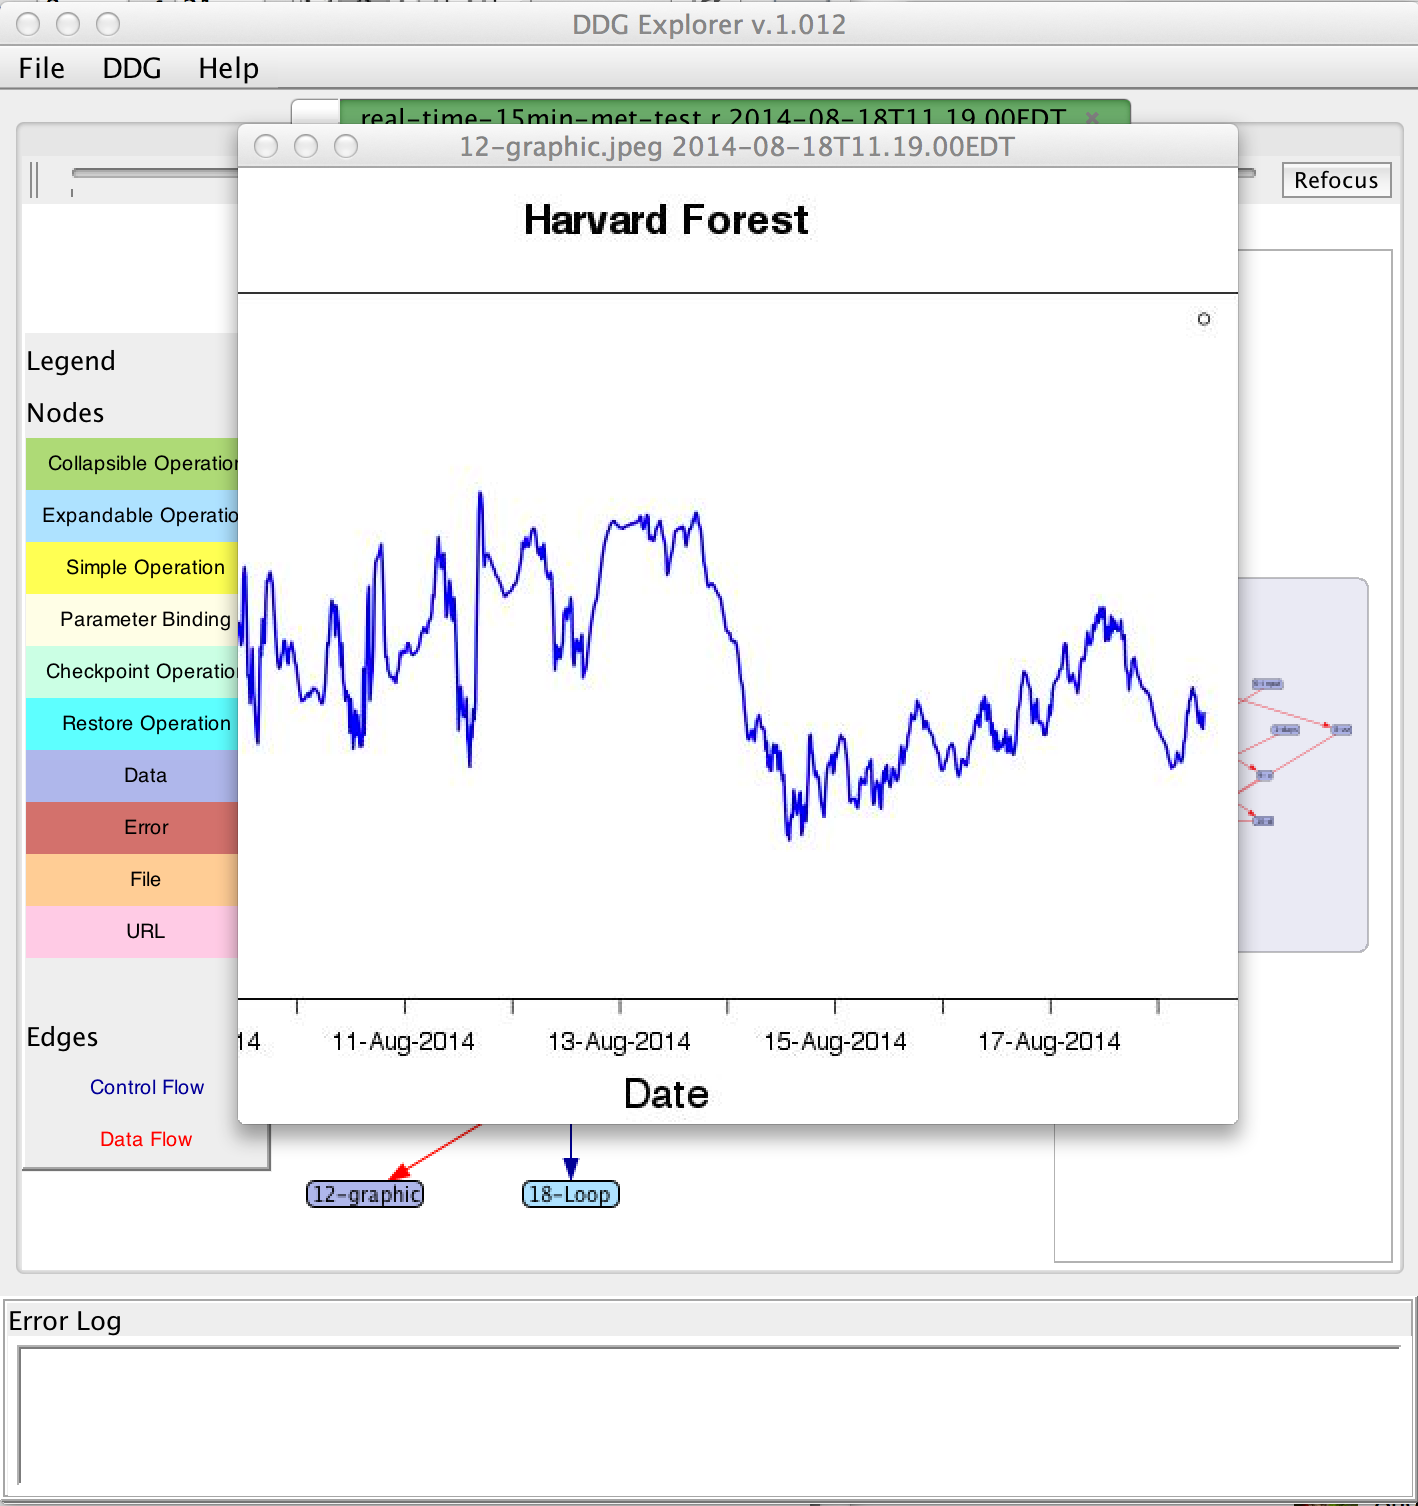 DDG Explorer v.1.012
File DDG Help
real-time-15min-met-test.r 2014-08-18T11.19.00EDT
12-graphic.jpeg 2014-08-18T11.19.00EDT
Refocus
Harvard Forest
Legend
Nodes
Collapsible Operation
Expandable Operatio
Simple Operation
Parameter Binding
Checkpoint Operation
Restore Operation
Data
Error
File
URL
14 11-Aug-2014 13-Aug-2014 15-Aug-2014 17-Aug-2014
Date
Edges
Control Flow
Data Flow
12-graphic
18-Loop
Error Log